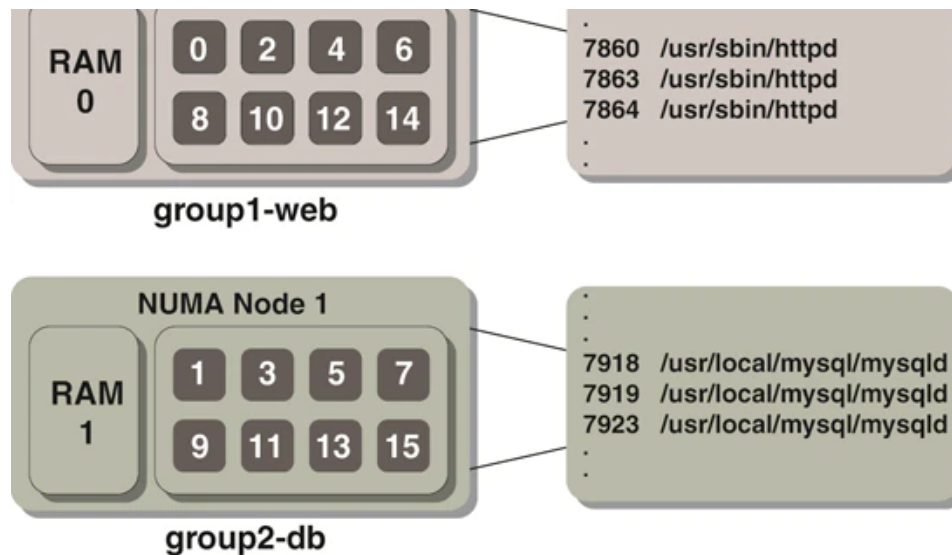 RAM
0
0 2 4 6
8 10 12 14
.
7860 /usr/sbin/httpd
7863 /usr/sbin/httpd
7864 /usr/sbin/httpd
.
.
group1-web
NUMA Node 1
RAM
1
1 3 5 7
9 11 13 15
.
.
.
7918 /usr/local/mysql/mysqld
7919 /usr/local/mysql/mysqld
7923 /usr/local/mysql/mysqld
.
.
group2-db